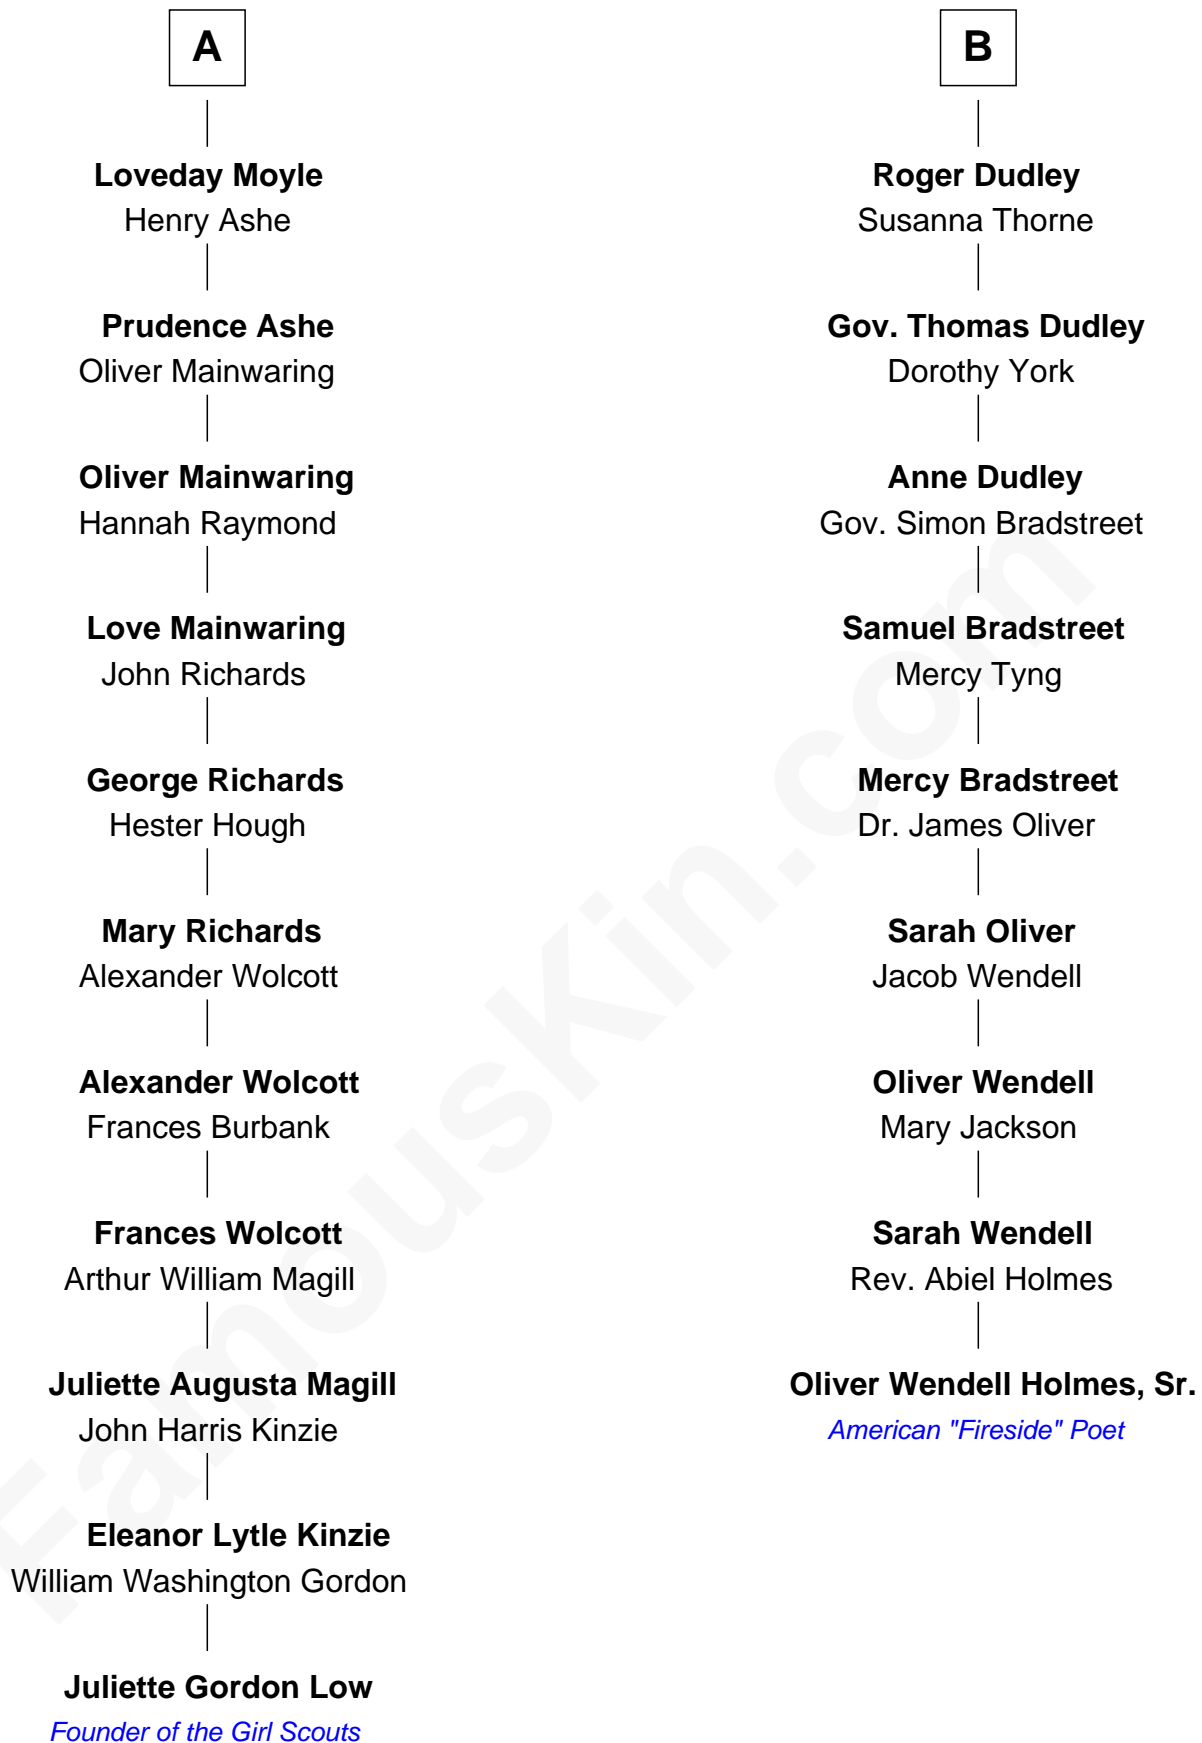 A
Loveday Moyle
Henry Ashe
Prudence Ashe
Oliver Mainwaring
Oliver Mainwaring
Hannah Raymond
Love Mainwaring
John Richards
George Richards
Hester Hough
Mary Richards
Alexander Wolcott
Alexander Wolcott
Frances Burbank
Frances Wolcott
Arthur William Magill
Juliette Augusta Magill
John Harris Kinzie
Eleanor Lytle Kinzie
William Washington Gordon
Juliette Gordon Low
Founder of the Girl Scouts
B
Roger Dudley
Susanna Thorne
Gov. Thomas Dudley
Dorothy York
Anne Dudley
Gov. Simon Bradstreet
Samuel Bradstreet
Mercy Tyng
Mercy Bradstreet
Dr. James Oliver
Sarah Oliver
Jacob Wendell
Oliver Wendell
Mary Jackson
Sarah Wendell
Rev. Abiel Holmes
Oliver Wendell Holmes, Sr.
American "Fireside" Poet
FamousKin.com